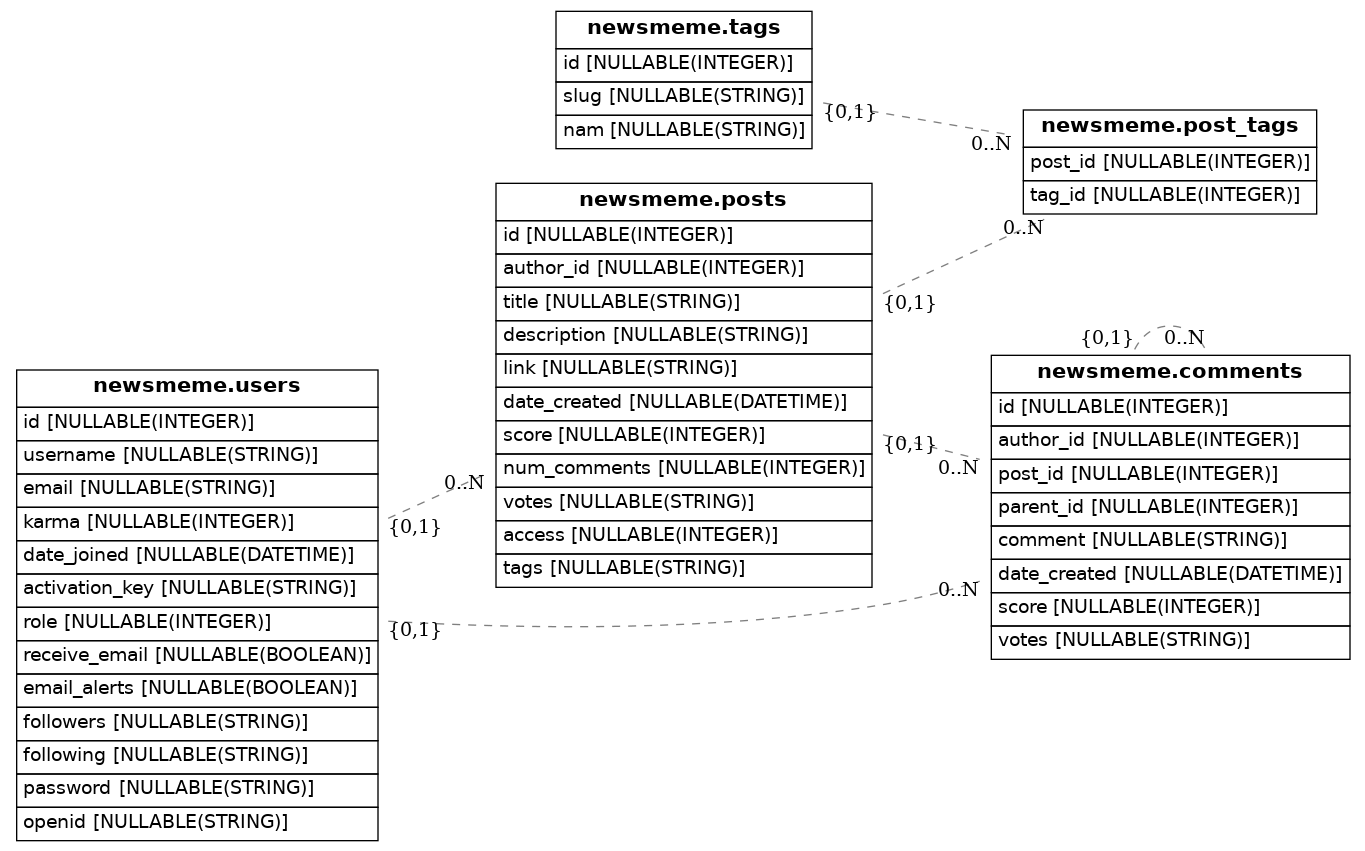 newsmeme.tags
id [NULLABLE(INTEGER)]
slug [NULLABLE(STRING)]
nam [NULLABLE(STRING)]
{0,1}
0..N
newsmeme.post_tags
post_id [NULLABLE(INTEGER)]
tag_id [NULLABLE(INTEGER)]
0..N
{0,1}
newsmeme.posts
id [NULLABLE(INTEGER)]
author_id [NULLABLE(INTEGER)]
title [NULLABLE(STRING)]
description [NULLABLE(STRING)]
link [NULLABLE(STRING)]
date_created [NULLABLE(DATETIME)]
score [NULLABLE(INTEGER)]
num_comments [NULLABLE(INTEGER)]
votes [NULLABLE(STRING)]
access [NULLABLE(INTEGER)]
tags [NULLABLE(STRING)]
{0,1}
0..N
{0,1}
0..N
newsmeme.comments
id [NULLABLE(INTEGER)]
author_id [NULLABLE(INTEGER)]
post_id [NULLABLE(INTEGER)]
parent_id [NULLABLE(INTEGER)]
comment [NULLABLE(STRING)]
date_created [NULLABLE(DATETIME)]
score [NULLABLE(INTEGER)]
votes [NULLABLE(STRING)]
newsmeme.users
id [NULLABLE(INTEGER)]
username [NULLABLE(STRING)]
email [NULLABLE(STRING)]
karma [NULLABLE(INTEGER)]
date_joined [NULLABLE(DATETIME)]
activation_key [NULLABLE(STRING)]
role [NULLABLE(INTEGER)]
receive_email [NULLABLE(BOOLEAN)]
email_alerts [NULLABLE(BOOLEAN)]
followers [NULLABLE(STRING)]
following [NULLABLE(STRING)]
password [NULLABLE(STRING)]
openid [NULLABLE(STRING)]
0..N
{0,1}
0..N
{0,1}